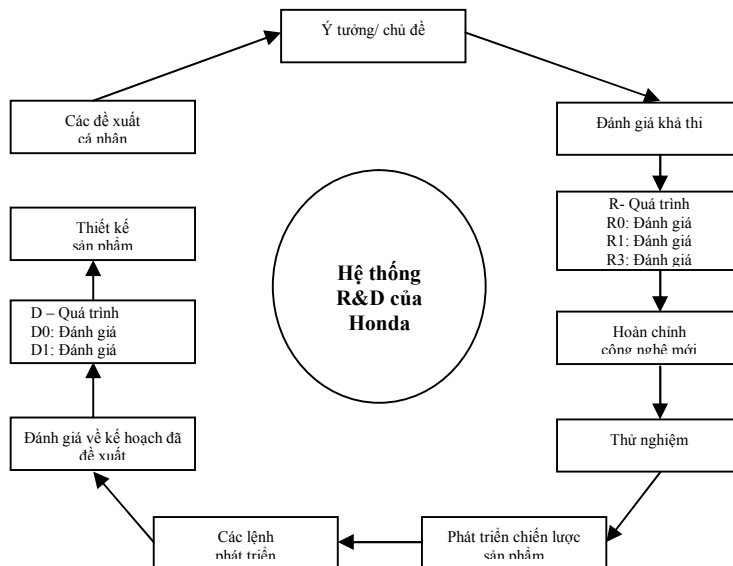 Ý tưởng/ chủ đề
Các đề xuất
cá nhân
Đánh giá khả thi
Thiết kế
sản phẩm
R- Quá trình
R0: Đánh giá
R1: Đánh giá
R3: Đánh giá
Hệ thống
R&D của
Honda
D – Quá trình
D0: Đánh giá
D1: Đánh giá
Hoàn chỉnh
công nghệ mới
Đánh giá về kế hoạch đã
đề xuất
Thử nghiệm
Các lệnh
phát triển
Phát triển chiến lược
sản phẩm